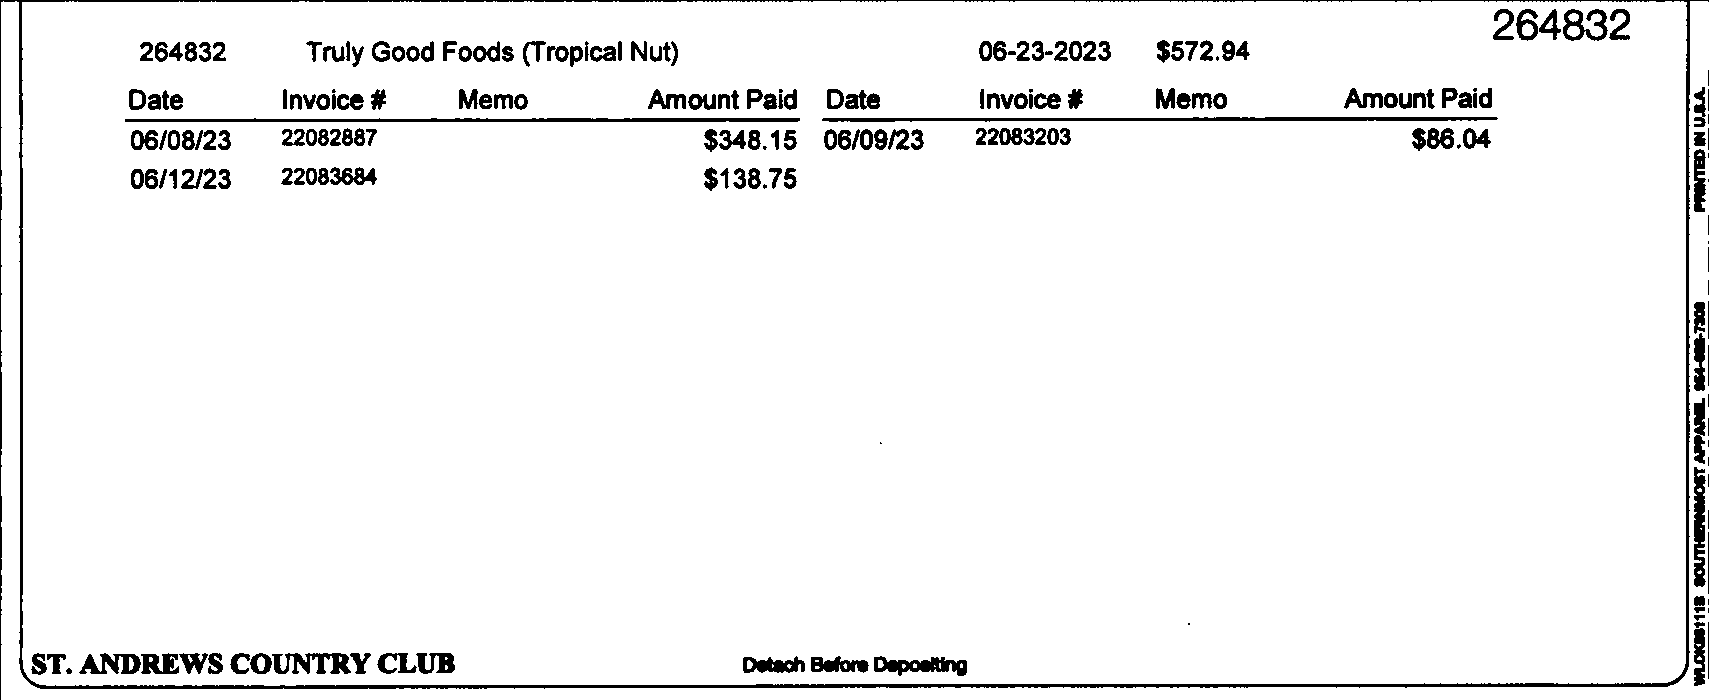 264832
264832 Truly Good Foods (Tropical Nut) 06-23-2023 $572.94
Date Invoice # Memo Amount Paid Date Invoice # Memo Amount Paid
06/08/23 22082887 $348.15 06/09/23 22083203 $86.04
06/12/23 22083684 $138.75
ST. ANDREWS COUNTRY CLUB Detach Before Depositing
SOUTHERNMOST APPAREL PRINTED IN U.S.A.